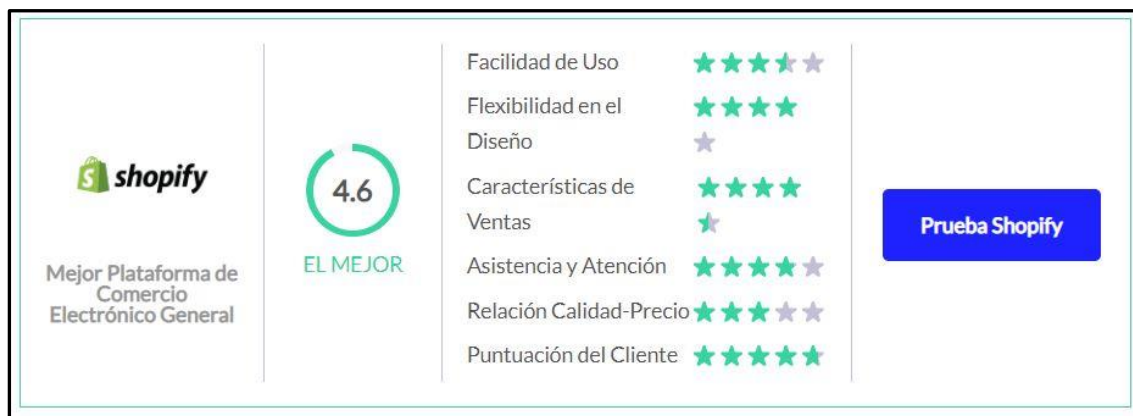 shopify
Mejor Plataforma de
Comercio
Electrónico General
4.6
EL MEJOR
Facilidad de Uso
Flexibilidad en el
Diseño
Características de
Ventas
Asistencia y Atención
Relación Calidad-Precio
Puntuación del Cliente
Prueba Shopify